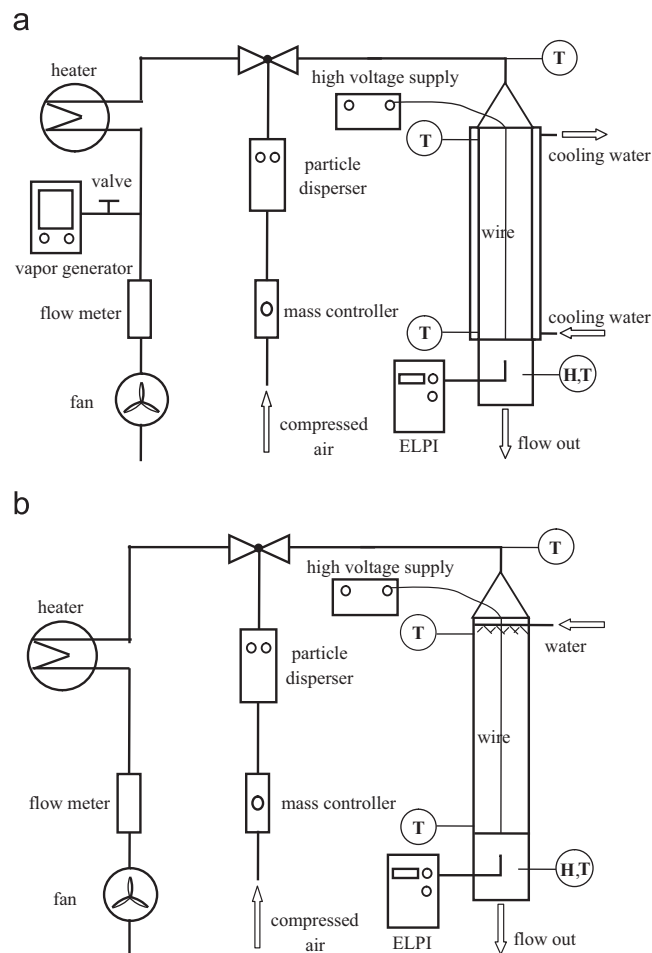 a
heater
T
high voltage supply
T
cooling water
valve
particle
disperser
wire
vapor generator
flow meter
mass controller
T
cooling water
H,T
fan
compressed
air
ELPI
flow out
b
T
high voltage supply
heater
T
water
particle
disperser
wire
flow meter
mass controller
T
H,T
fan
compressed
air
ELPI
flow out